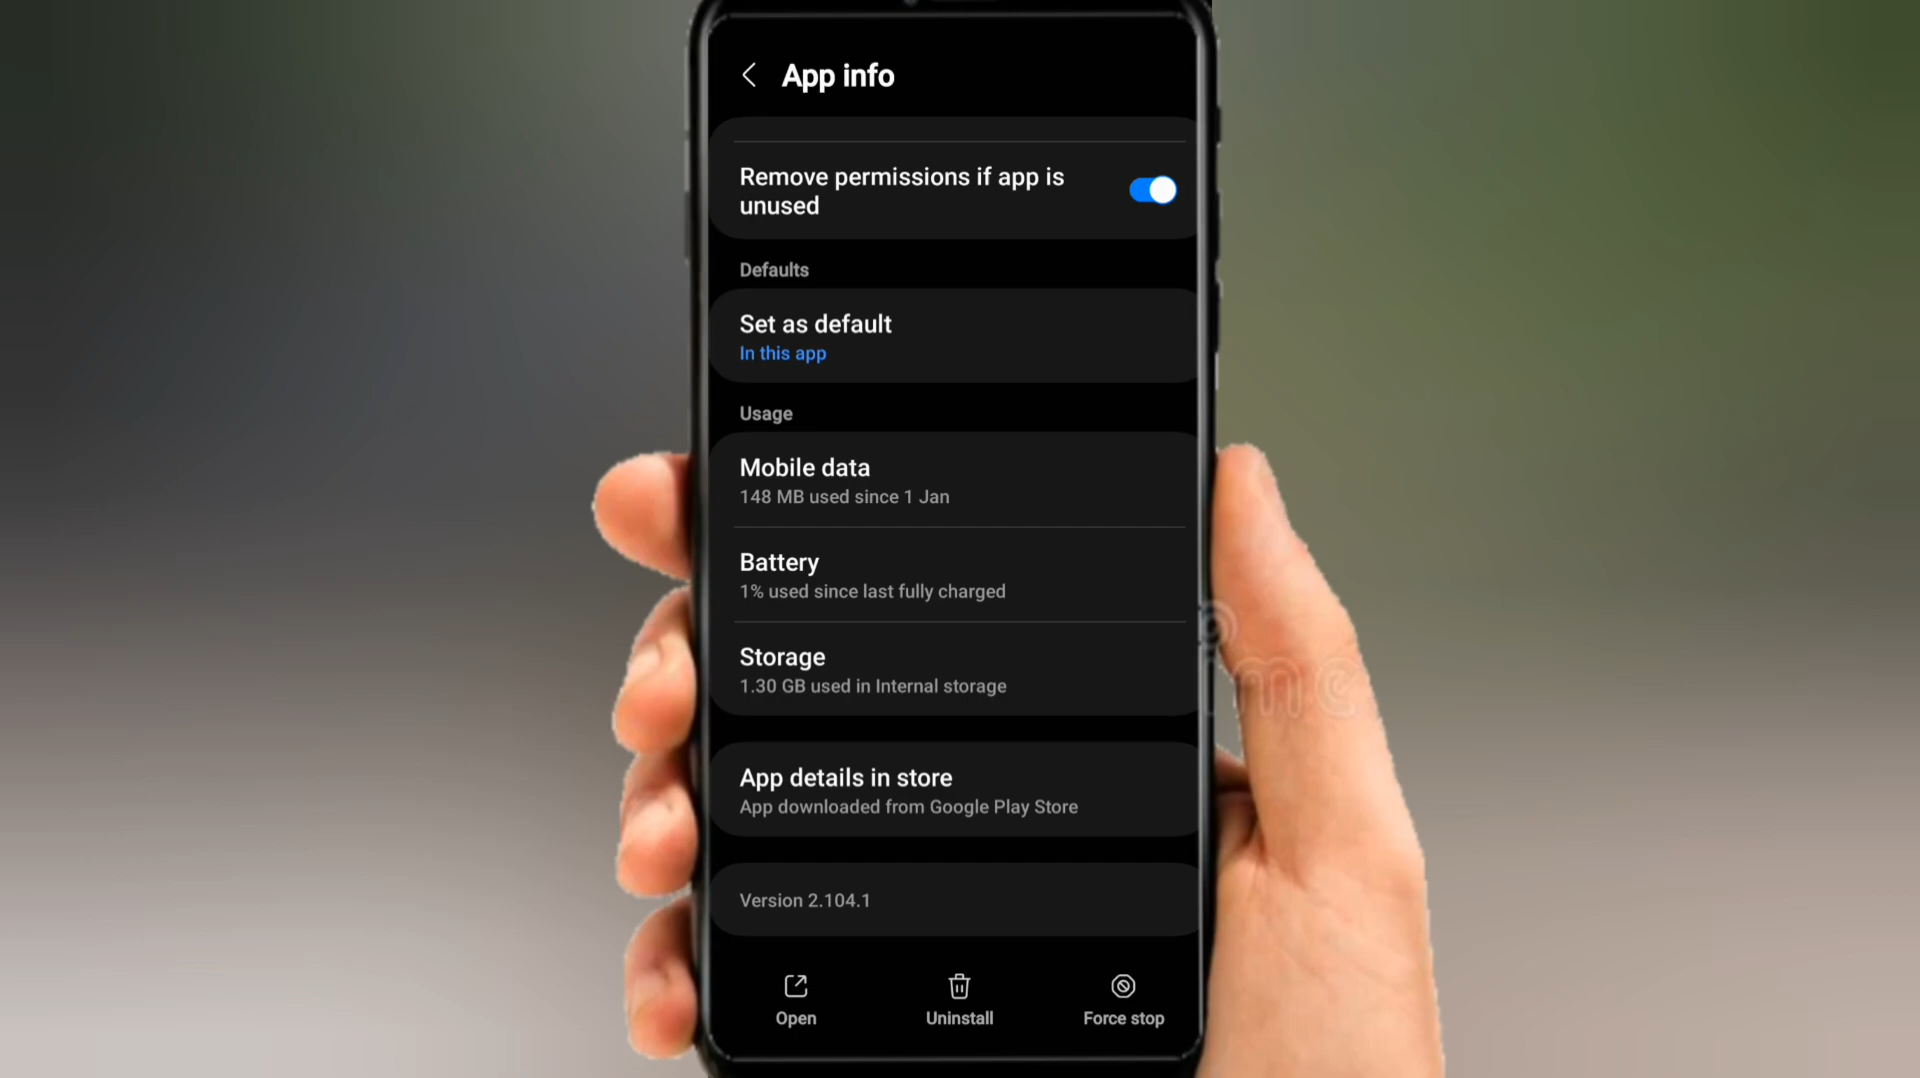 App info
Remove permissions if app is
unused
Defaults
Set as default
In this app
Usage
Mobile data
148 MB used since 1 Jan
Battery
1% used since last fully charged
Storage
1.30 GB used in Internal storage
App details in store
App downloaded from Google Play Store
Version 2.104.1
Open
Uninstall
Force stop